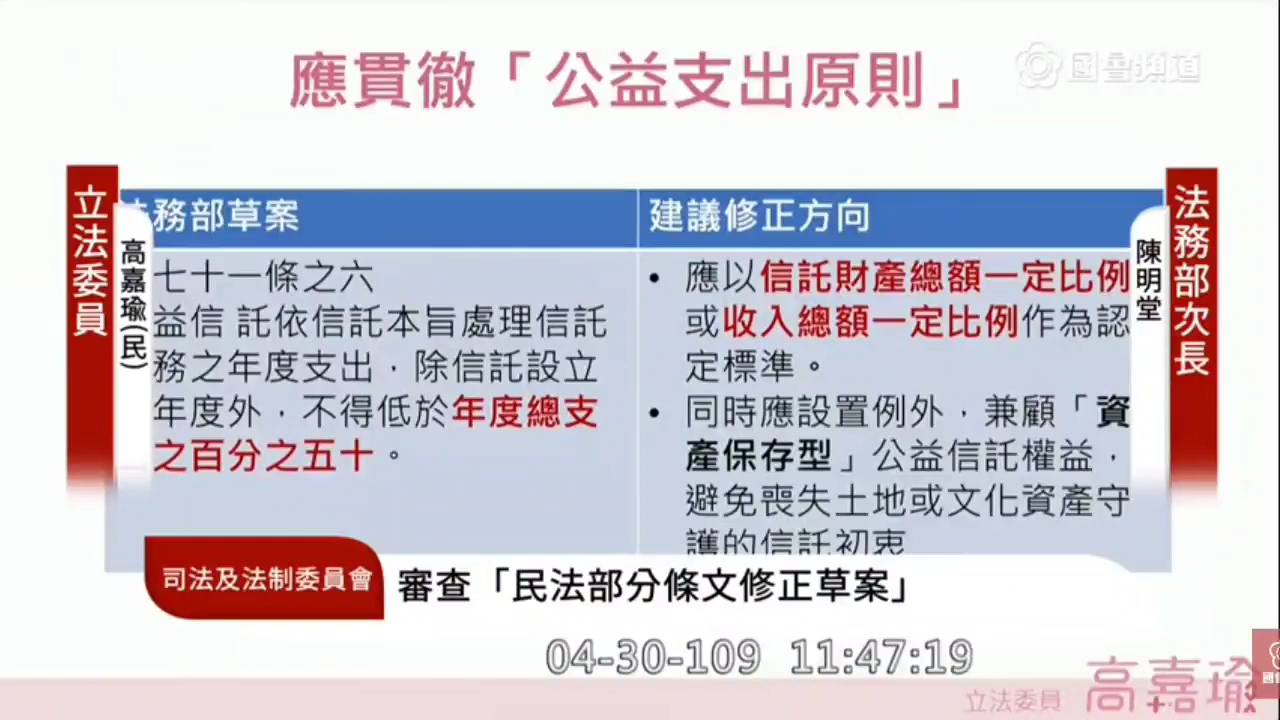 應貫徹「公益支出原則」
國會頻道
立法委員
高嘉瑜(民)
務部草案
七十一條之六
益信 託依信託本旨處理信託
務之年度支出，除信託設立
年度外，不得低於年度總支
之百分之五十。
建議修正方向
• 應以信託財產總額一定比例
或收入總額一定比例作為認
定標準。
• 同時應設置例外，兼顧「資
產保存型」公益信託權益，
避免喪失土地或文化資產守
護的信託初衷
法務部次長
陳明堂
司法及法制委員會
審查「民法部分條文修正草案」
04-30-109 11:47:19
立法委員 高嘉瑜